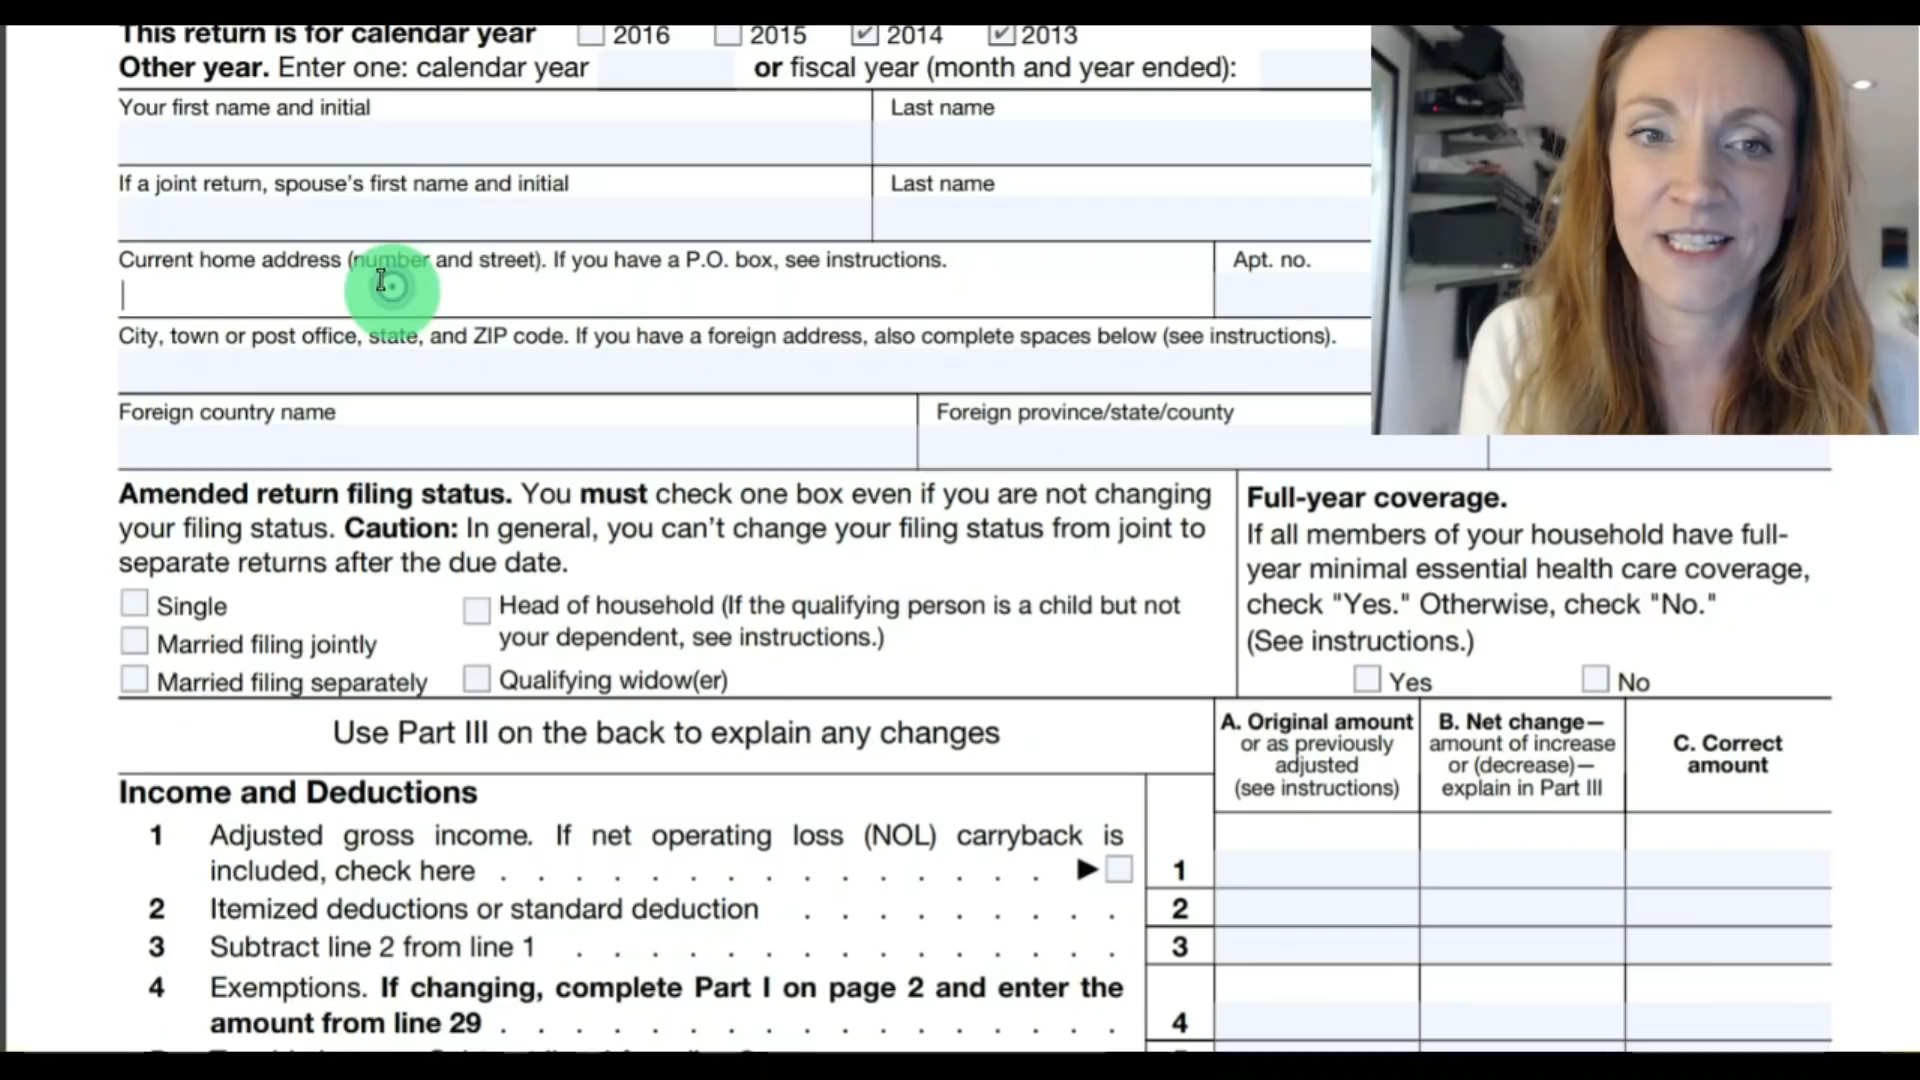 This return is for calendar year 2016 2015 2014 2013
Other year. Enter one: calendar year or fiscal year (month and year ended):
Your first name and initial Last name
If a joint return, spouse's first name and initial Last name
Current home address (number and street). If you have a P.O. box, see instructions. Apt. no.
City, town or post office, state, and ZIP code. If you have a foreign address, also complete spaces below (see instructions).
Foreign country name Foreign province/state/county
Amended return filing status. You must check one box even if you are not changing
your filing status. Caution: In general, you can't change your filing status from joint to
separate returns after the due date.
Single
Married filing jointly
Married filing separately
Head of household (If the qualifying person is a child but not
your dependent, see instructions.)
Qualifying widow(er)
Full-year coverage.
If all members of your household have full-
year minimal essential health care coverage,
check "Yes." Otherwise, check "No."
(See instructions.)
Yes No
Use Part III on the back to explain any changes
A. Original amount
or as previously
adjusted
(see instructions)
B. Net change—
amount of increase
or (decrease)—
explain in Part III
C. Correct
amount
Income and Deductions
1 Adjusted gross income. If net operating loss (NOL) carryback is
included, check here . . . . . . . . . . . . . . . ▶ 1
2 Itemized deductions or standard deduction . . . . . . . . . 2
3 Subtract line 2 from line 1 . . . . . . . . . . . . . . . 3
4 Exemptions. If changing, complete Part I on page 2 and enter the
amount from line 29 . . . . . . . . . . . . . . . . . 4